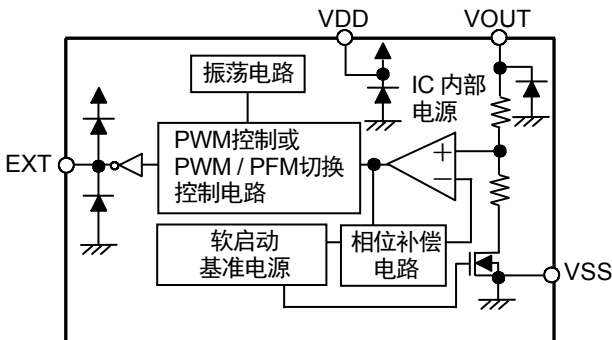 VDD
VOUT
振荡电路
IC 内部
电源
PWM控制或
PWM / PFM切换
控制电路
EXT
+
−
软启动
基准电源
相位补偿
电路
VSS